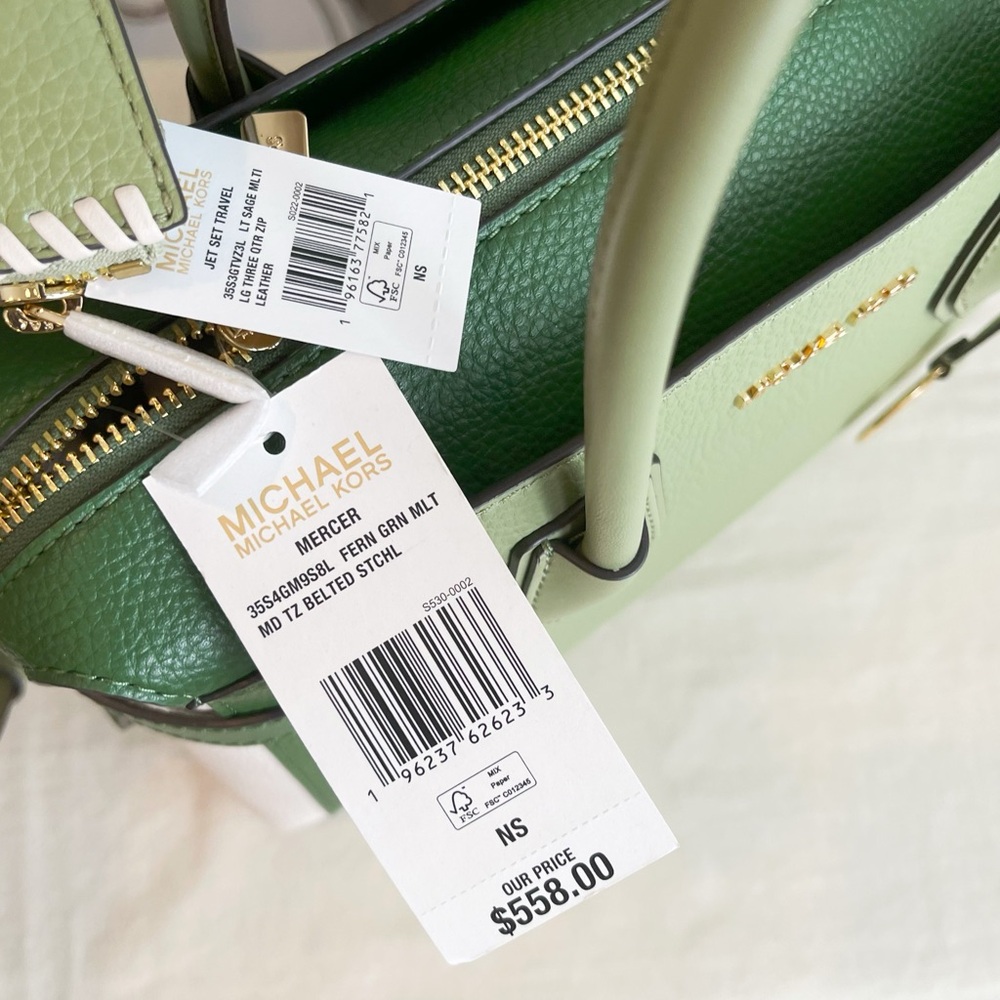 MICHAEL
MICHAEL KORS
JET SET TRAVEL
35S3GTVZ3L LT SAGE MLTI
LG THREE QTR ZIP
LEATHER
S022-0002
1 96163 77582 1
MIX
Paper
FSC™ C012345
FSC
NS
MICHAEL
MICHAEL KORS
MERCER
35S4GM9S8L FERN GRN MLT
MD TZ BELTED STCHL
S530-0002
1 96237 62623 3
MIX
Paper
FSC™ C012345
FSC
NS
OUR PRICE
$558.00